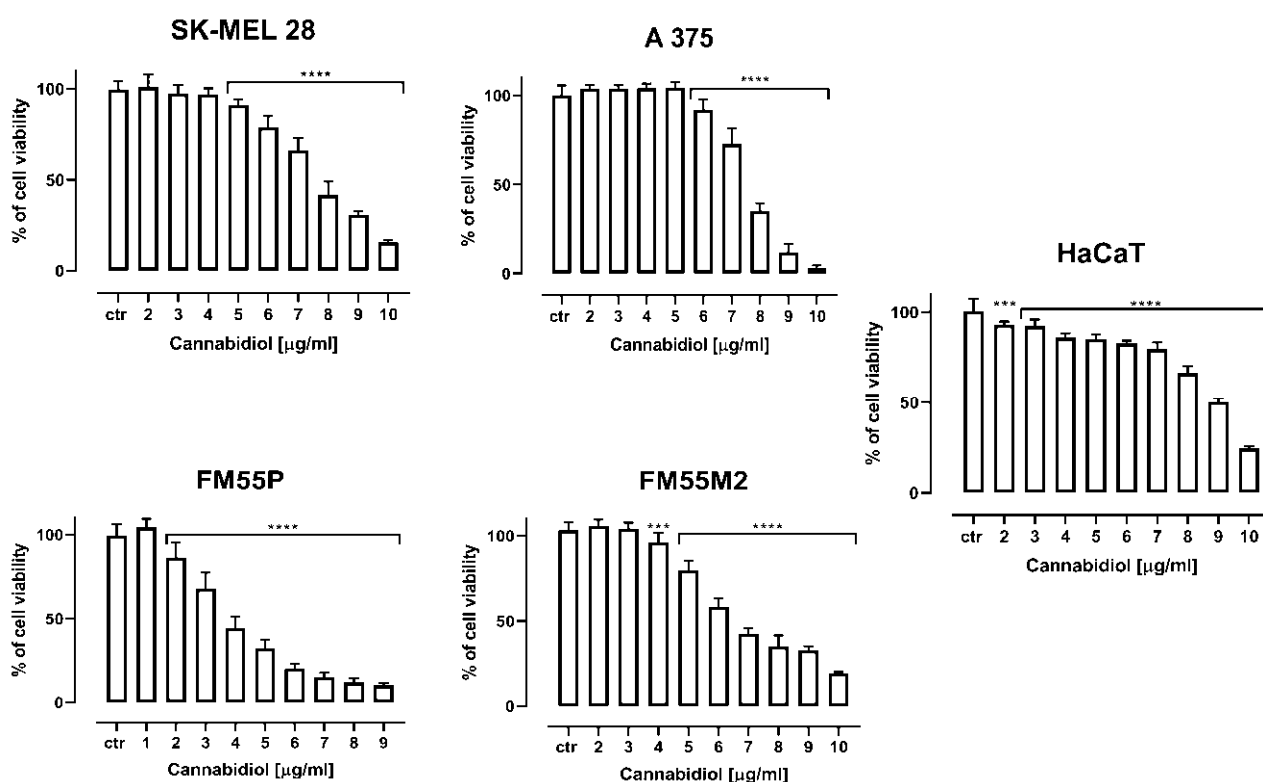 SK-MEL 28
****
% of cell viability
100
50
0
ctr 2 3 4 5 6 7 8 9 10
Cannabidiol [µg/ml]
A 375
****
% of cell viability
100
50
0
ctr 2 3 4 5 6 7 8 9 10
Cannabidiol [µg/ml]
HaCaT
*** ****
% of cell viability
100
50
0
ctr 2 3 4 5 6 7 8 9 10
Cannabidiol [µg/ml]
FM55P
****
% of cell viability
100
50
0
ctr 1 2 3 4 5 6 7 8 9
Cannabidiol [µg/ml]
FM55M2
*** ****
% of cell viability
100
50
0
ctr 2 3 4 5 6 7 8 9 10
Cannabidiol [µg/ml]